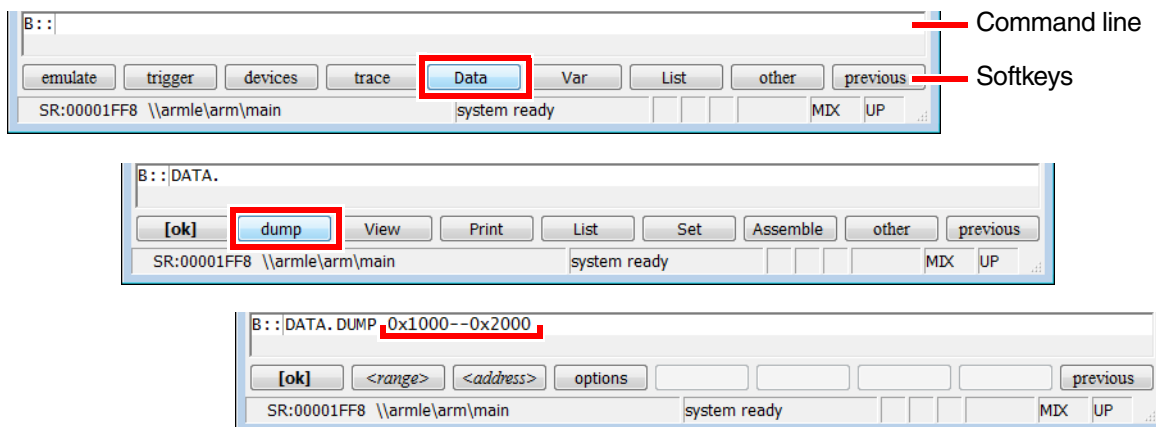 B:: Command line
emulate trigger devices trace Data Var List other previous Softkeys
SR:00001FF8 \\armle\arm\main system ready MIX UP
B::DATA.
[ok] dump View Print List Set Assemble other previous
SR:00001FF8 \\armle\arm\main system ready MIX UP
B::DATA.DUMP 0x1000--0x2000
[ok] <range> <address> options previous
SR:00001FF8 \\armle\arm\main system ready MIX UP